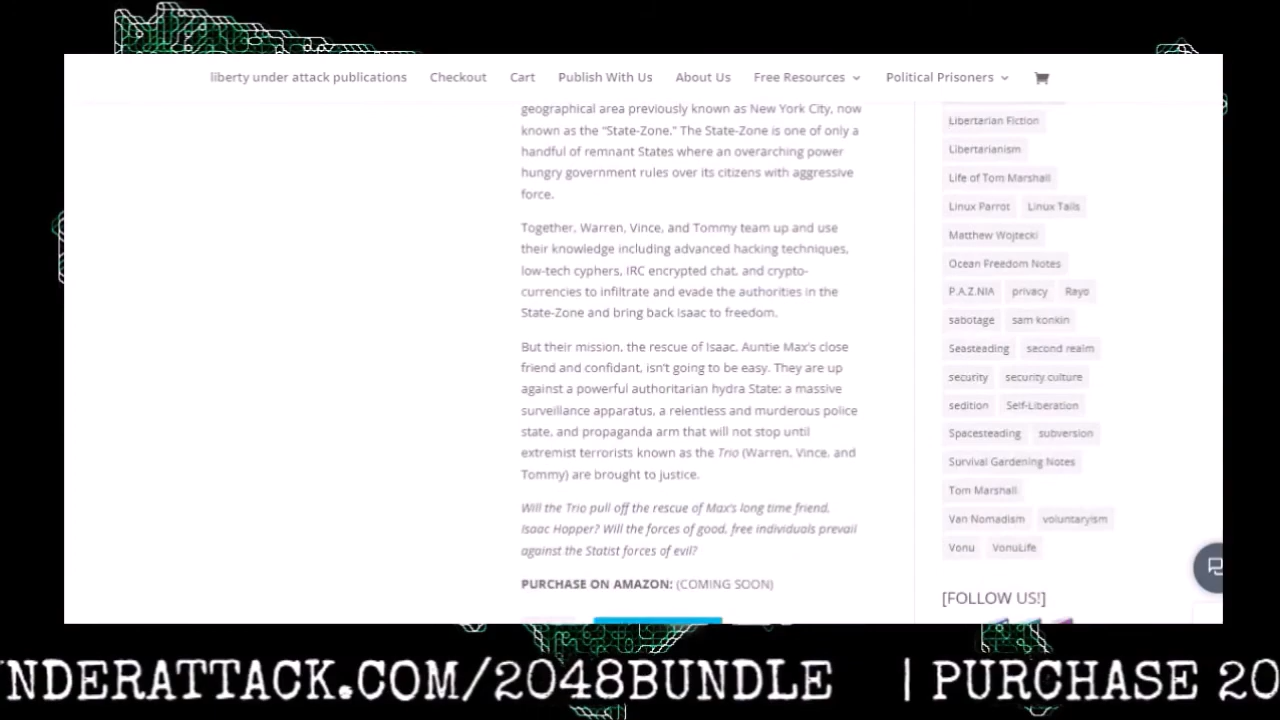 liberty under attack publications Checkout Cart Publish With Us About Us Free Resources Political Prisoners
geographical area previously known as New York City, now
known as the “State-Zone.” The State-Zone is one of only a
handful of remnant States where an overarching power
hungry government rules over its citizens with aggressive
force.
Together, Warren, Vince, and Tommy team up and use
their knowledge including advanced hacking techniques,
low-tech cyphers, IRC encrypted chat, and crypto-
currencies to infiltrate and evade the authorities in the
State-Zone and bring back Isaac to freedom.
But their mission, the rescue of Isaac, Auntie Max’s close
friend and confidant, isn’t going to be easy. They are up
against a powerful authoritarian hydra State: a massive
surveillance apparatus, a relentless and murderous police
state, and propaganda arm that will not stop until
extremist terrorists known as the Trio (Warren, Vince, and
Tommy) are brought to justice.
Will the Trio pull off the rescue of Max’s long time friend,
Isaac Hopper? Will the forces of good, free individuals prevail
against the Statist forces of evil?
PURCHASE ON AMAZON: (COMING SOON)
Libertarian Fiction
Libertarianism
Life of Tom Marshall
Linux Parrot Linux Tails
Matthew Wojtecki
Ocean Freedom Notes
P.A.Z.NIA privacy Rayo
sabotage sam konkin
Seasteading second realm
security security culture
sedition Self-Liberation
Spacesteading subversion
Survival Gardening Notes
Tom Marshall
Van Nomadism voluntaryism
Vonu VonuLife
[FOLLOW US!]
NDERATTACK.COM/2048BUNDLE | PURCHASE 20